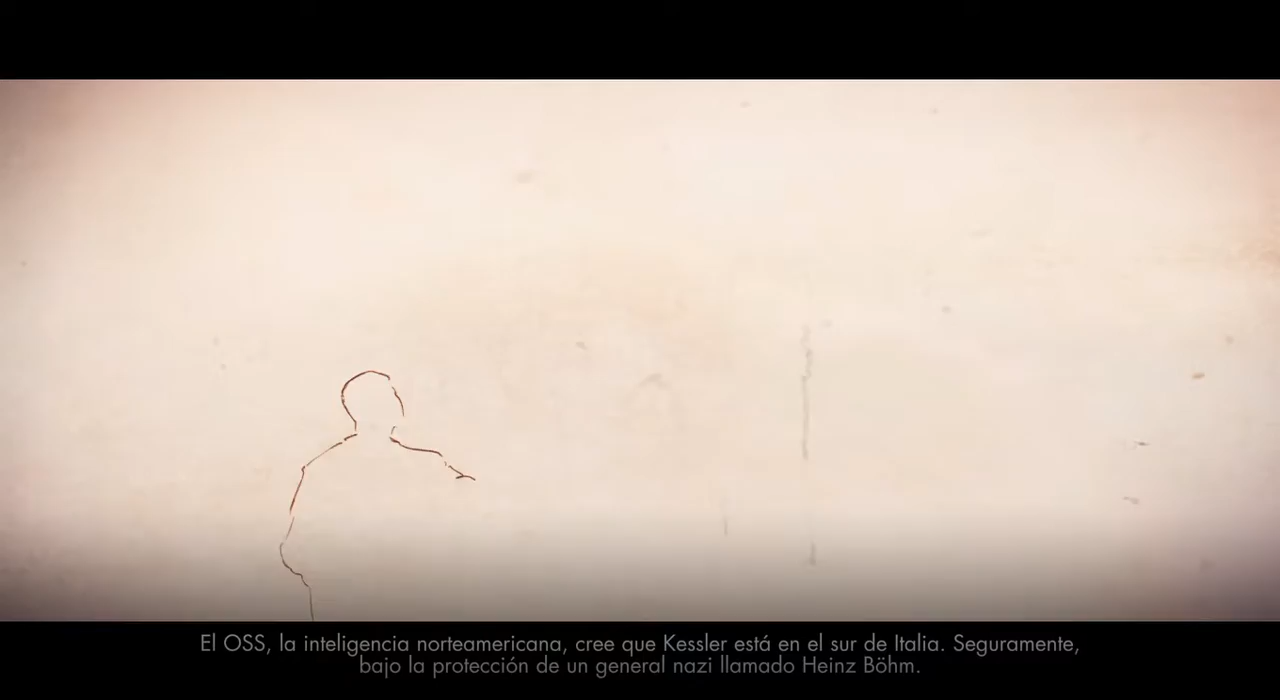 El OSS, la inteligencia norteamericana, cree que Kessler está en el sur de Italia. Seguramente,
bajo la protección de un general nazi llamado Heinz Böhm.